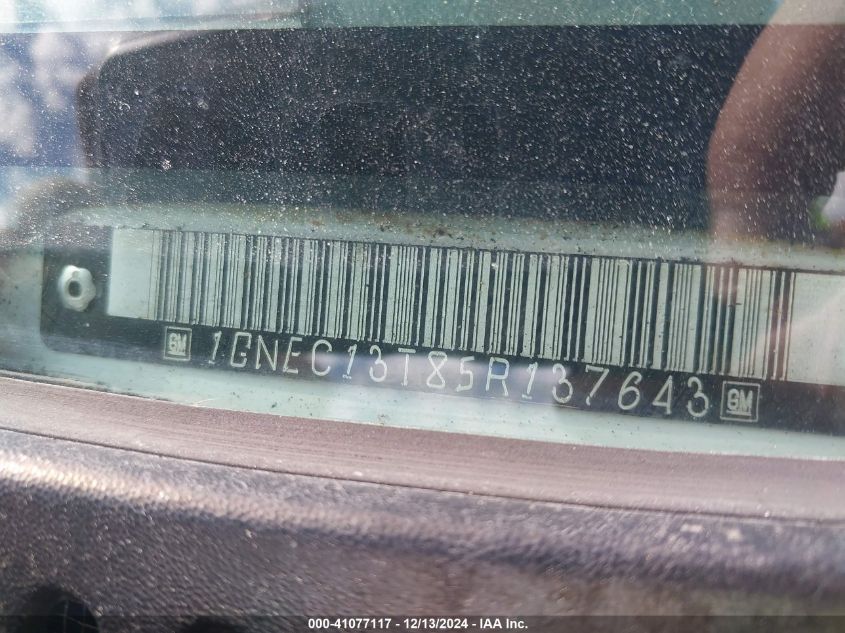 GM 1GNEC13T85R137643 GM
000-41077117 - 12/13/2024 - IAA Inc.